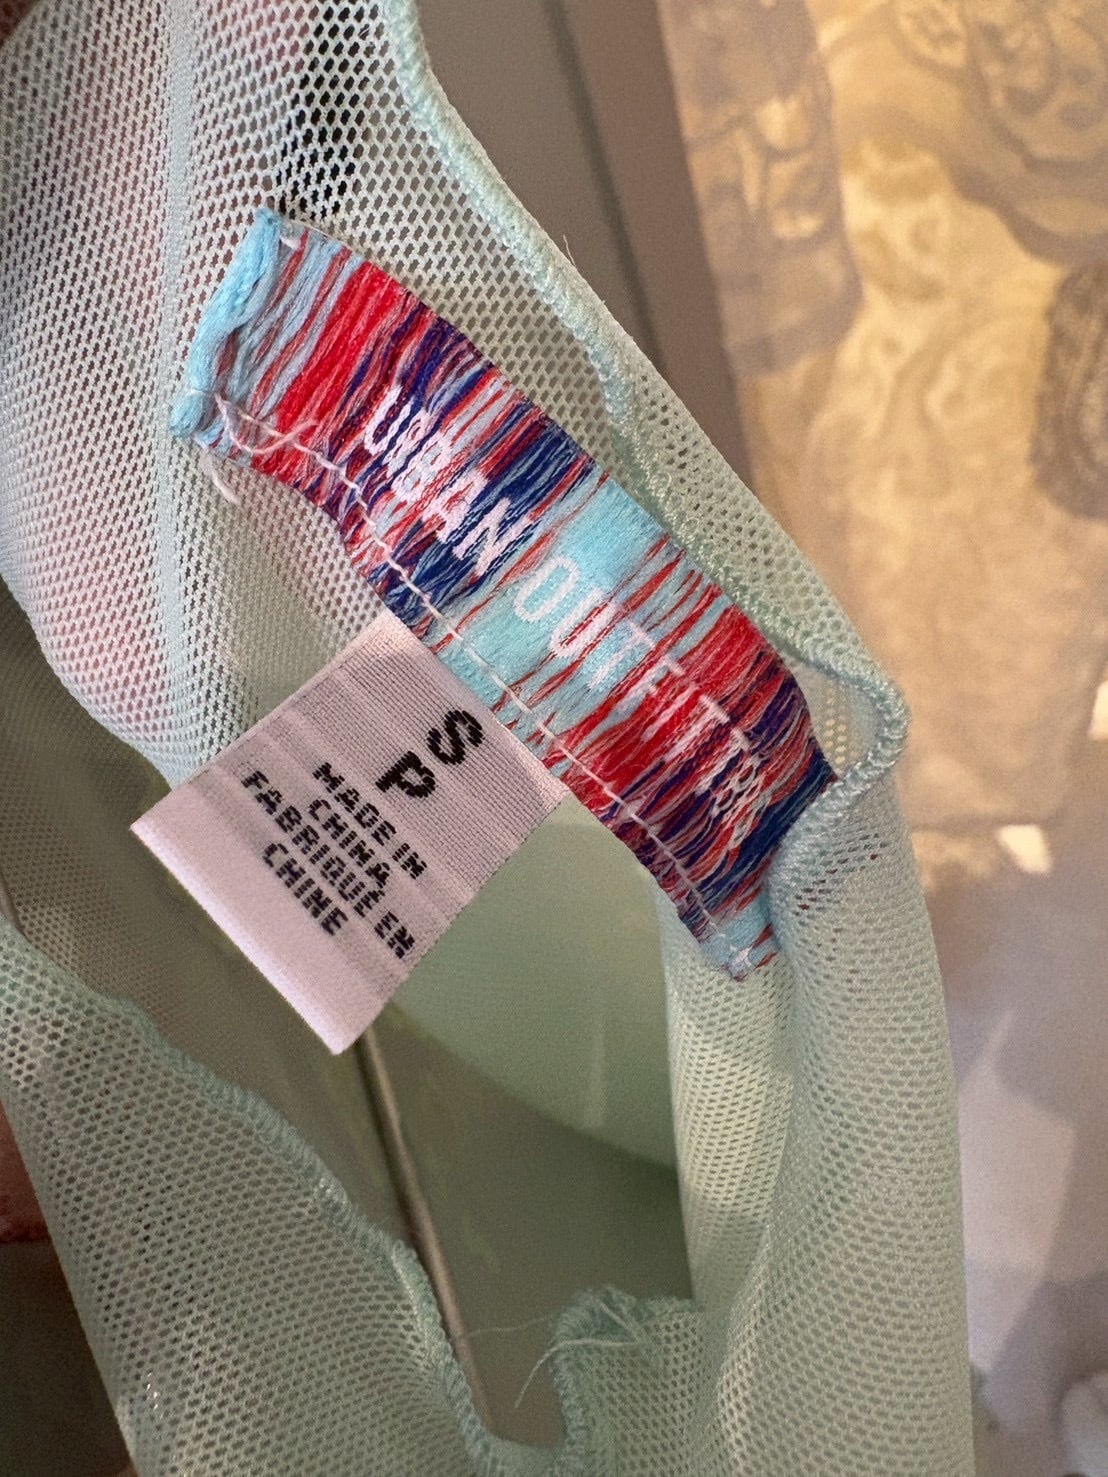 URBAN OUTFITTERS
S
P
MADE IN
CHINA
FABRIQUÉ EN
CHINE